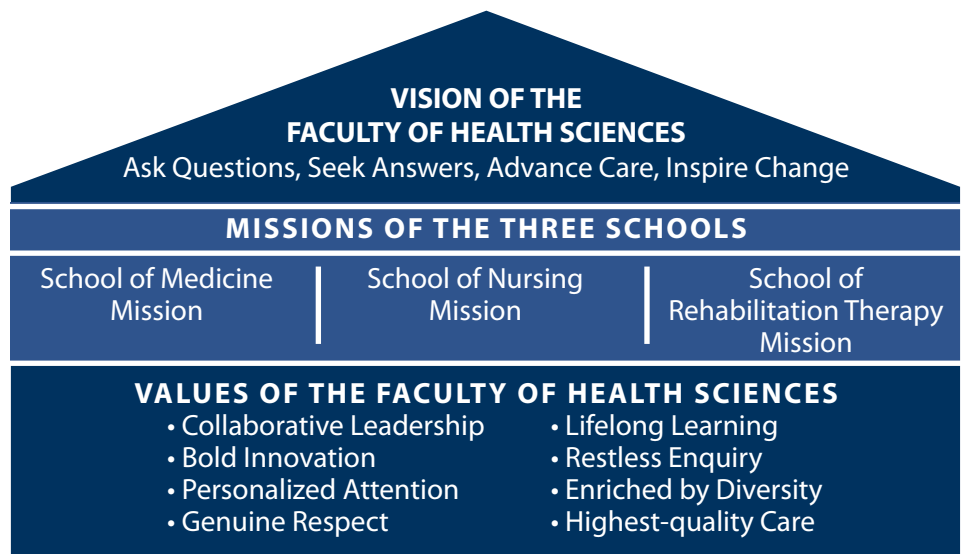 VISION OF THE
FACULTY OF HEALTH SCIENCES
Ask Questions, Seek Answers, Advance Care, Inspire Change
MISSIONS OF THE THREE SCHOOLS
School of Medicine
Mission
School of Nursing
Mission
School of
Rehabilitation Therapy
Mission
VALUES OF THE FACULTY OF HEALTH SCIENCES
• Collaborative Leadership
• Bold Innovation
• Personalized Attention
• Genuine Respect
• Lifelong Learning
• Restless Enquiry
• Enriched by Diversity
• Highest-quality Care